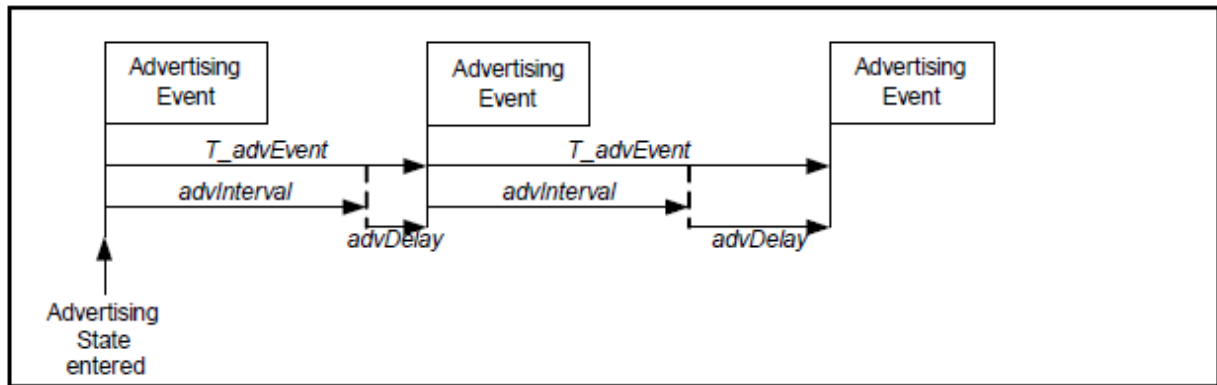 Advertising
Event
Advertising
Event
Advertising
Event
T_advEvent
T_advEvent
advInterval
advInterval
advDelay
advDelay
Advertising
State
entered